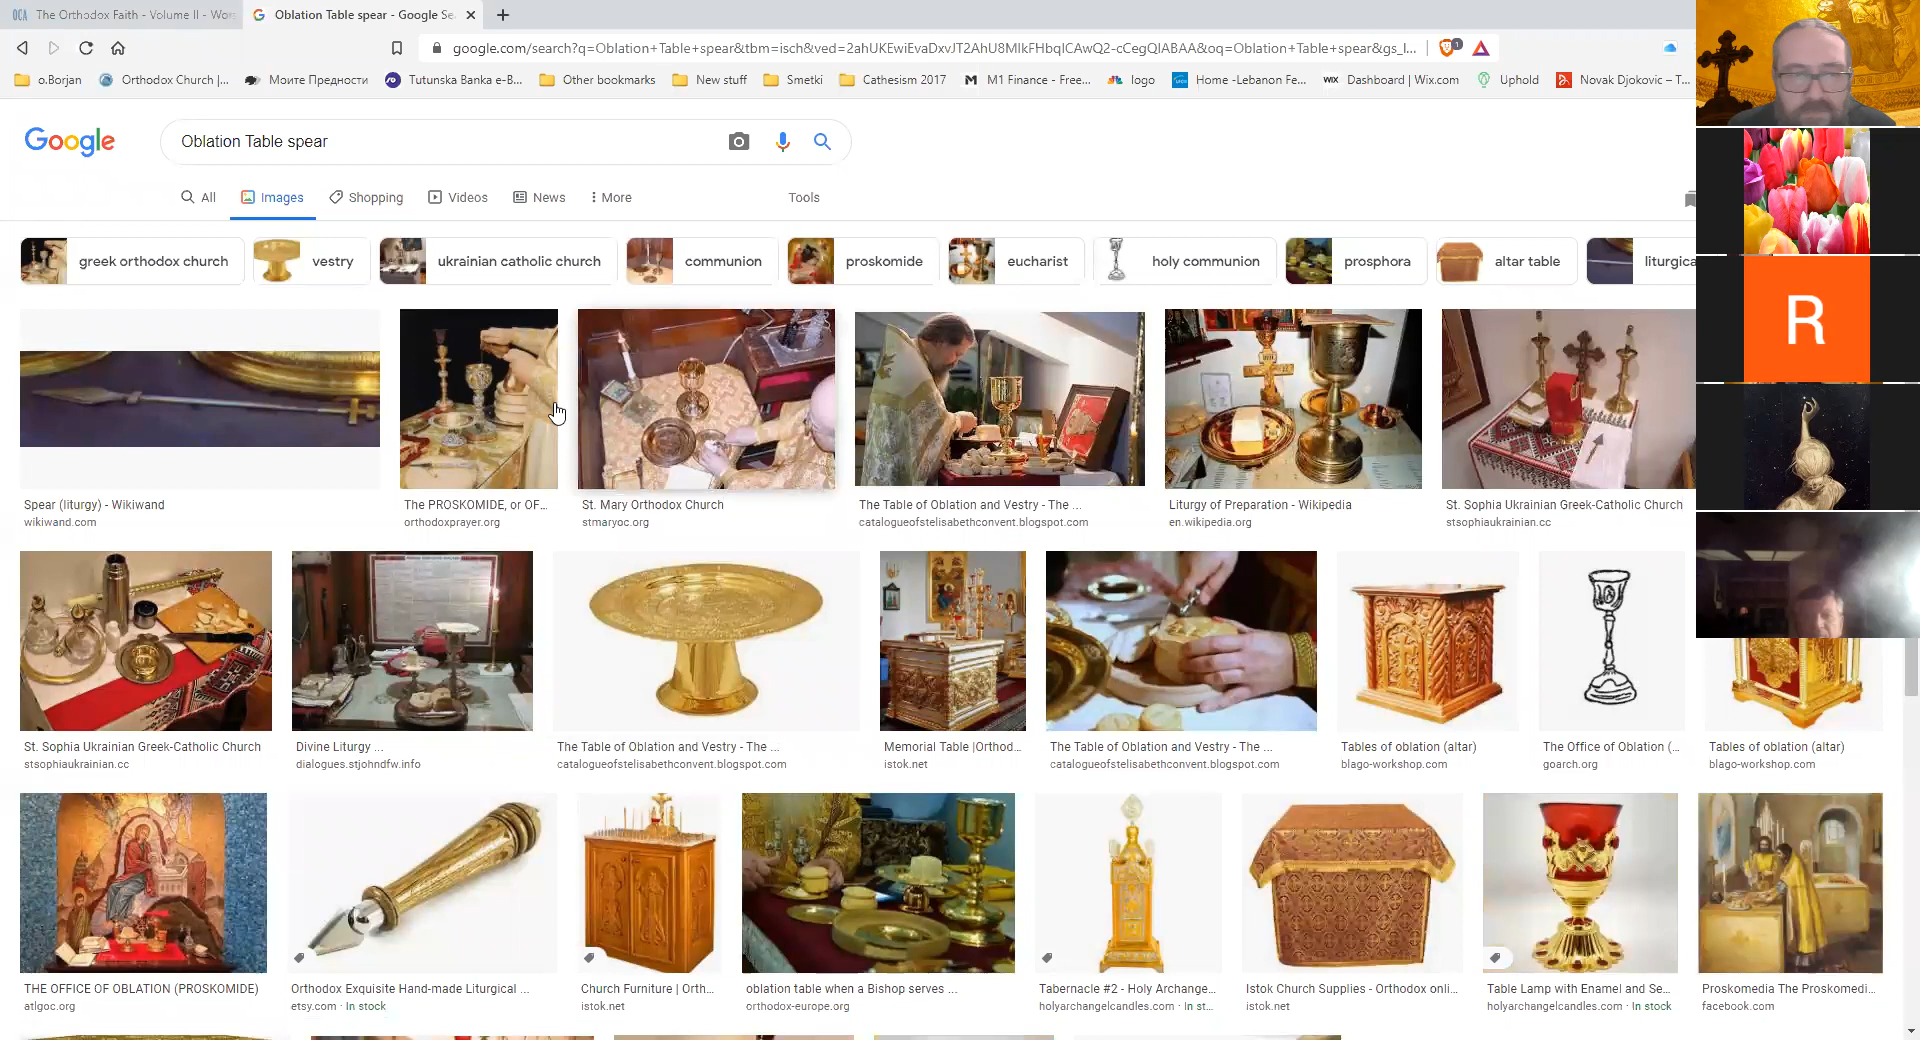 OCA The Orthodox Faith - Volume II - Wor
Oblation Table spear - Google Se
google.com/search?q=Oblation+Table+spear&tbm=isch&ved=2ahUKEwiEvaDxvJT2AhU8MIkFHbqlCAwQ2-cCegQIABAA&oq=Oblation+Table+spear&gs_l...
1
o.Borjan Orthodox Church |... Моите Предности Tutunska Banka e-B... Other bookmarks New stuff Smetki Cathesism 2017 M M1 Finance - Free... logo Home -Lebanon Fe... WIX Dashboard | Wix.com Uphold Novak Djokovic – T...
Google
Oblation Table spear
All Images Shopping Videos News More Tools
greek orthodox church vestry ukrainian catholic church communion proskomide eucharist holy communion prosphora altar table liturgica
R
Spear (liturgy) - Wikiwand
wikiwand.com
The PROSKOMIDE, or OF...
orthodoxprayer.org
St. Mary Orthodox Church
stmaryoc.org
The Table of Oblation and Vestry - The ...
catalogueofstelisabethconvent.blogspot.com
Liturgy of Preparation - Wikipedia
en.wikipedia.org
St. Sophia Ukrainian Greek-Catholic Church
stsophiaukrainian.cc
St. Sophia Ukrainian Greek-Catholic Church
stsophiaukrainian.cc
Divine Liturgy ...
dialogues.stjohndfw.info
The Table of Oblation and Vestry - The ...
catalogueofstelisabethconvent.blogspot.com
Memorial Table |Orthod...
istok.net
The Table of Oblation and Vestry - The ...
catalogueofstelisabethconvent.blogspot.com
Tables of oblation (altar)
blago-workshop.com
The Office of Oblation (...
goarch.org
Tables of oblation (altar)
blago-workshop.com
THE OFFICE OF OBLATION (PROSKOMIDE)
atlgoc.org
Orthodox Exquisite Hand-made Liturgical ...
etsy.com · In stock
Church Furniture | Orth...
istok.net
oblation table when a Bishop serves ...
orthodox-europe.org
Tabernacle #2 - Holy Archange...
holyarchangelcandles.com · In st...
Istok Church Supplies - Orthodox onli...
istok.net
Table Lamp with Enamel and Se...
holyarchangelcandles.com · In stock
Proskomedia The Proskomedi...
facebook.com